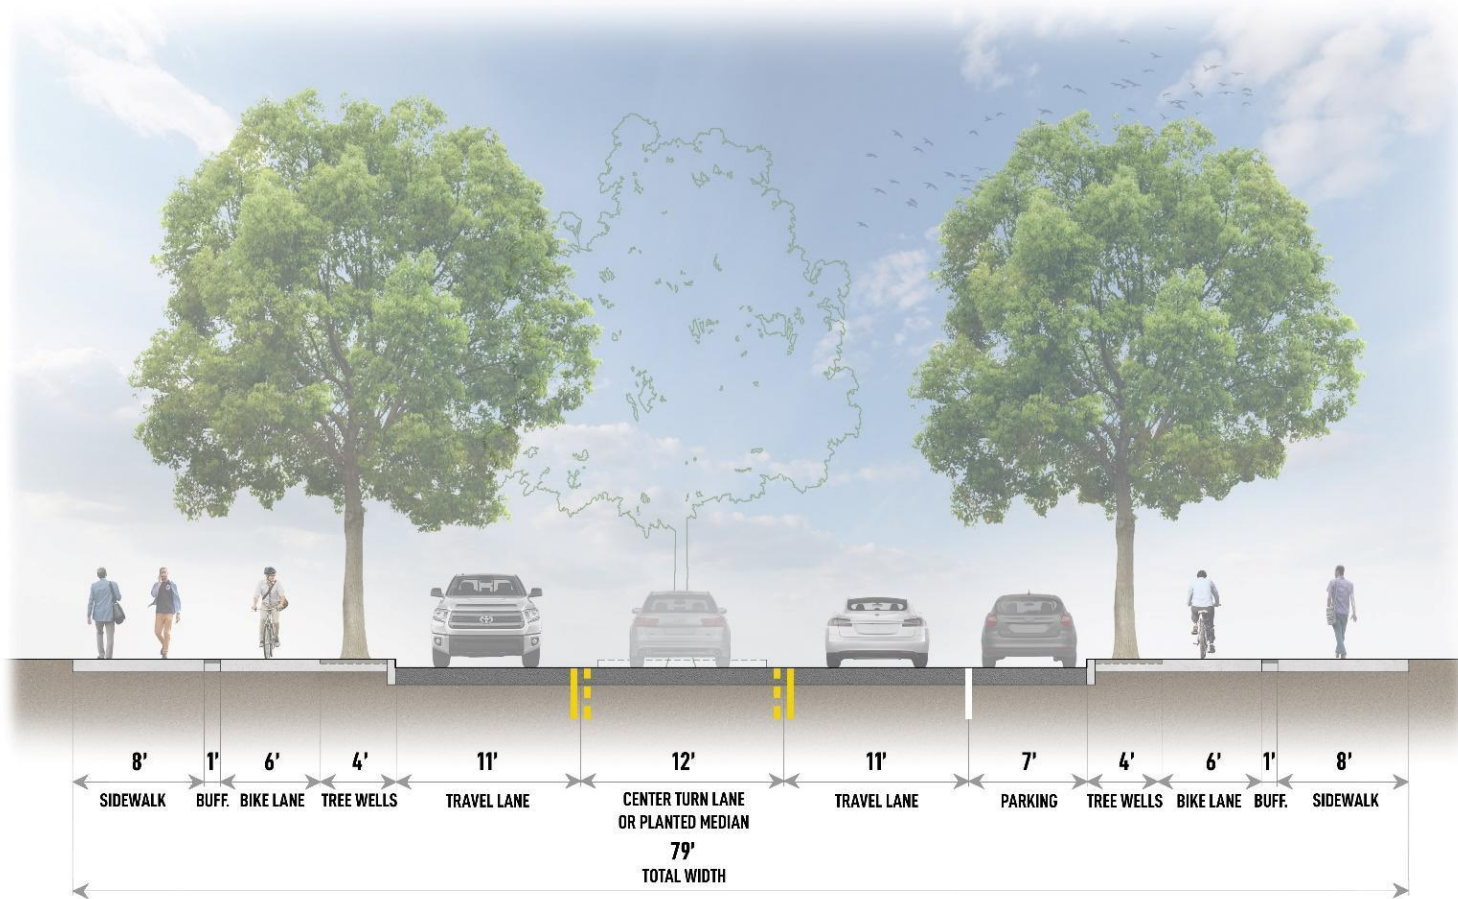 8' 1' 6' 4' 11' 12' 11' 7' 4' 6' 1' 8'
SIDEWALK BUFF. BIKE LANE TREE WELLS TRAVEL LANE CENTER TURN LANE TRAVEL LANE PARKING TREE WELLS BIKE LANE BUFF. SIDEWALK
OR PLANTED MEDIAN
79'
TOTAL WIDTH